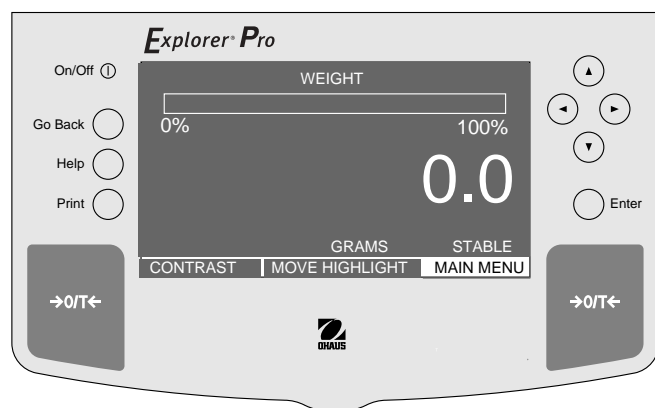 Explorer® Pro
On/Off
WEIGHT
0% 100%
Go Back
Help
Print
0.0
Enter
GRAMS STABLE
CONTRAST MOVE HIGHLIGHT MAIN MENU
→0/T← →0/T←
OHAUS